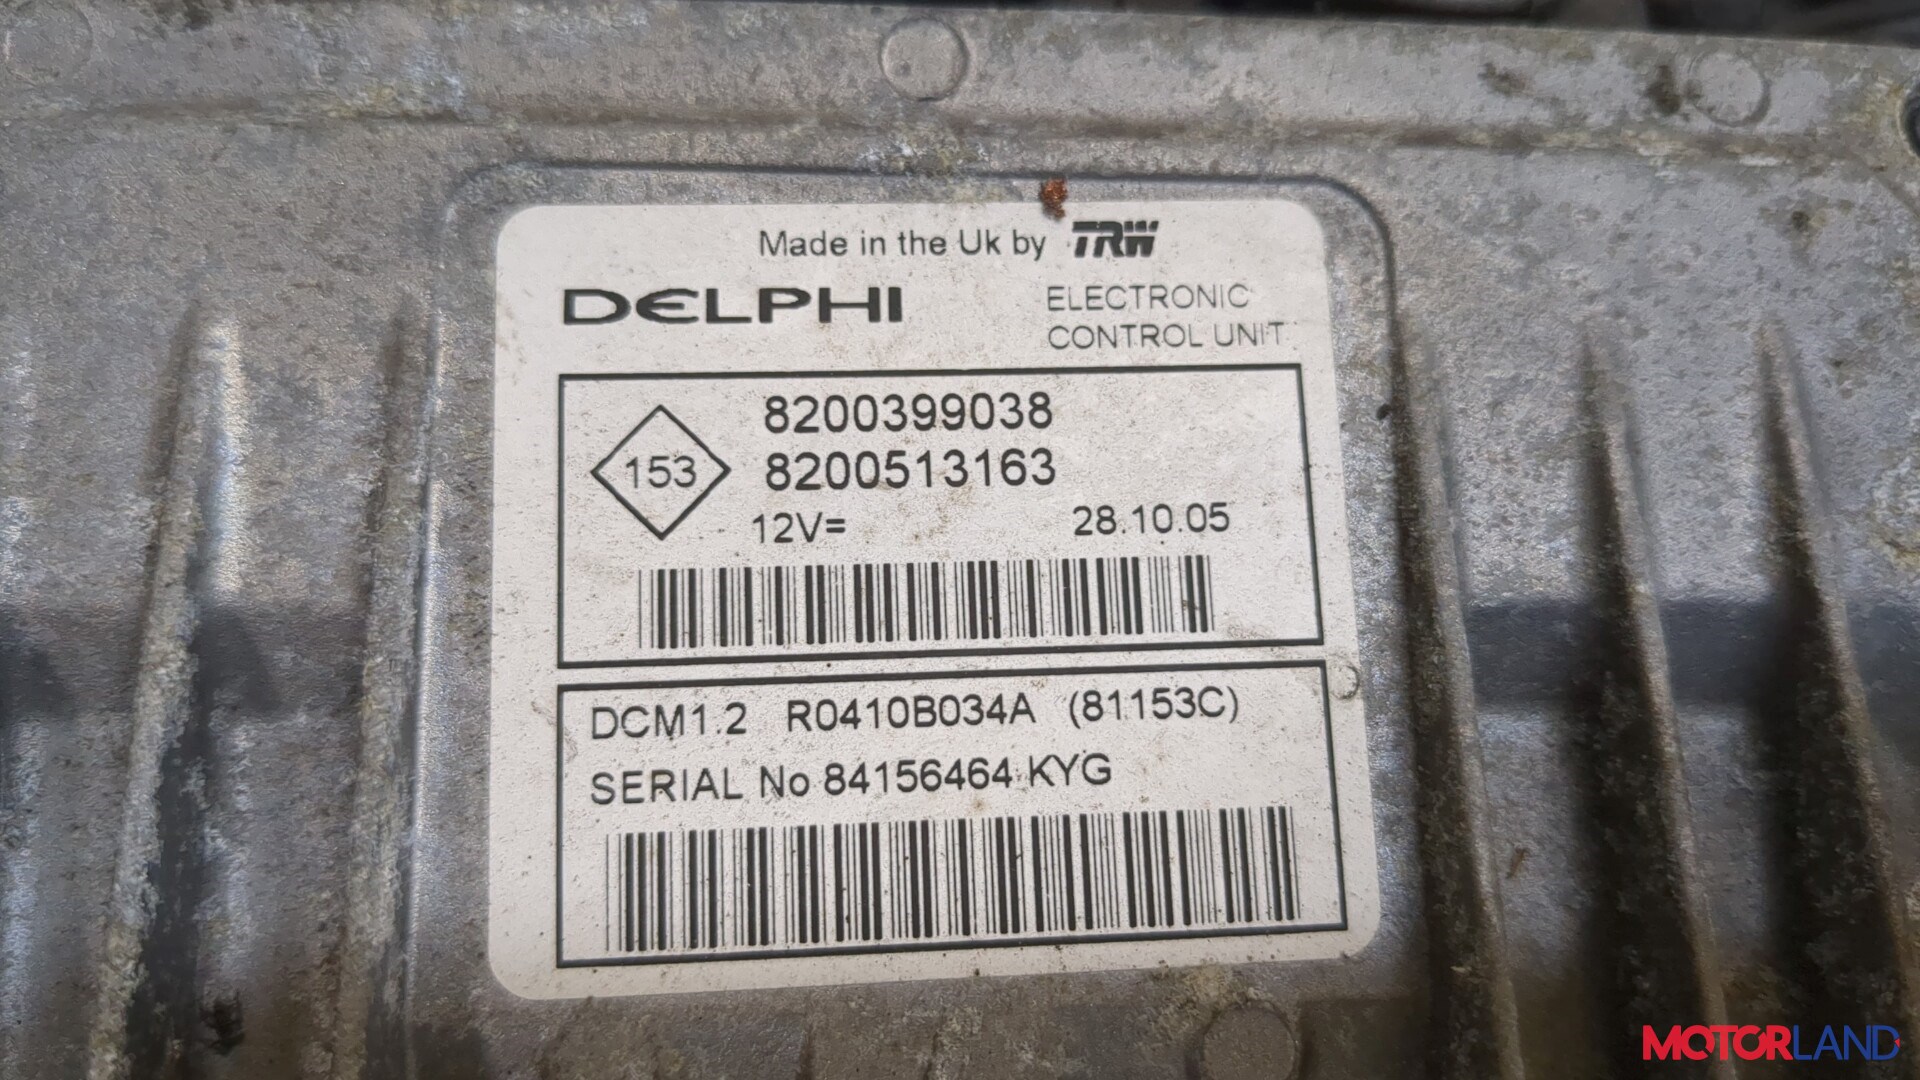 Made in the Uk by TRW
DELPHI
ELECTRONIC
CONTROL UNIT
153
8200399038
8200513163
12V=
28.10.05
DCM1.2 R0410B034A (81153C)
SERIAL No 84156464 KYG
MOTORLAND